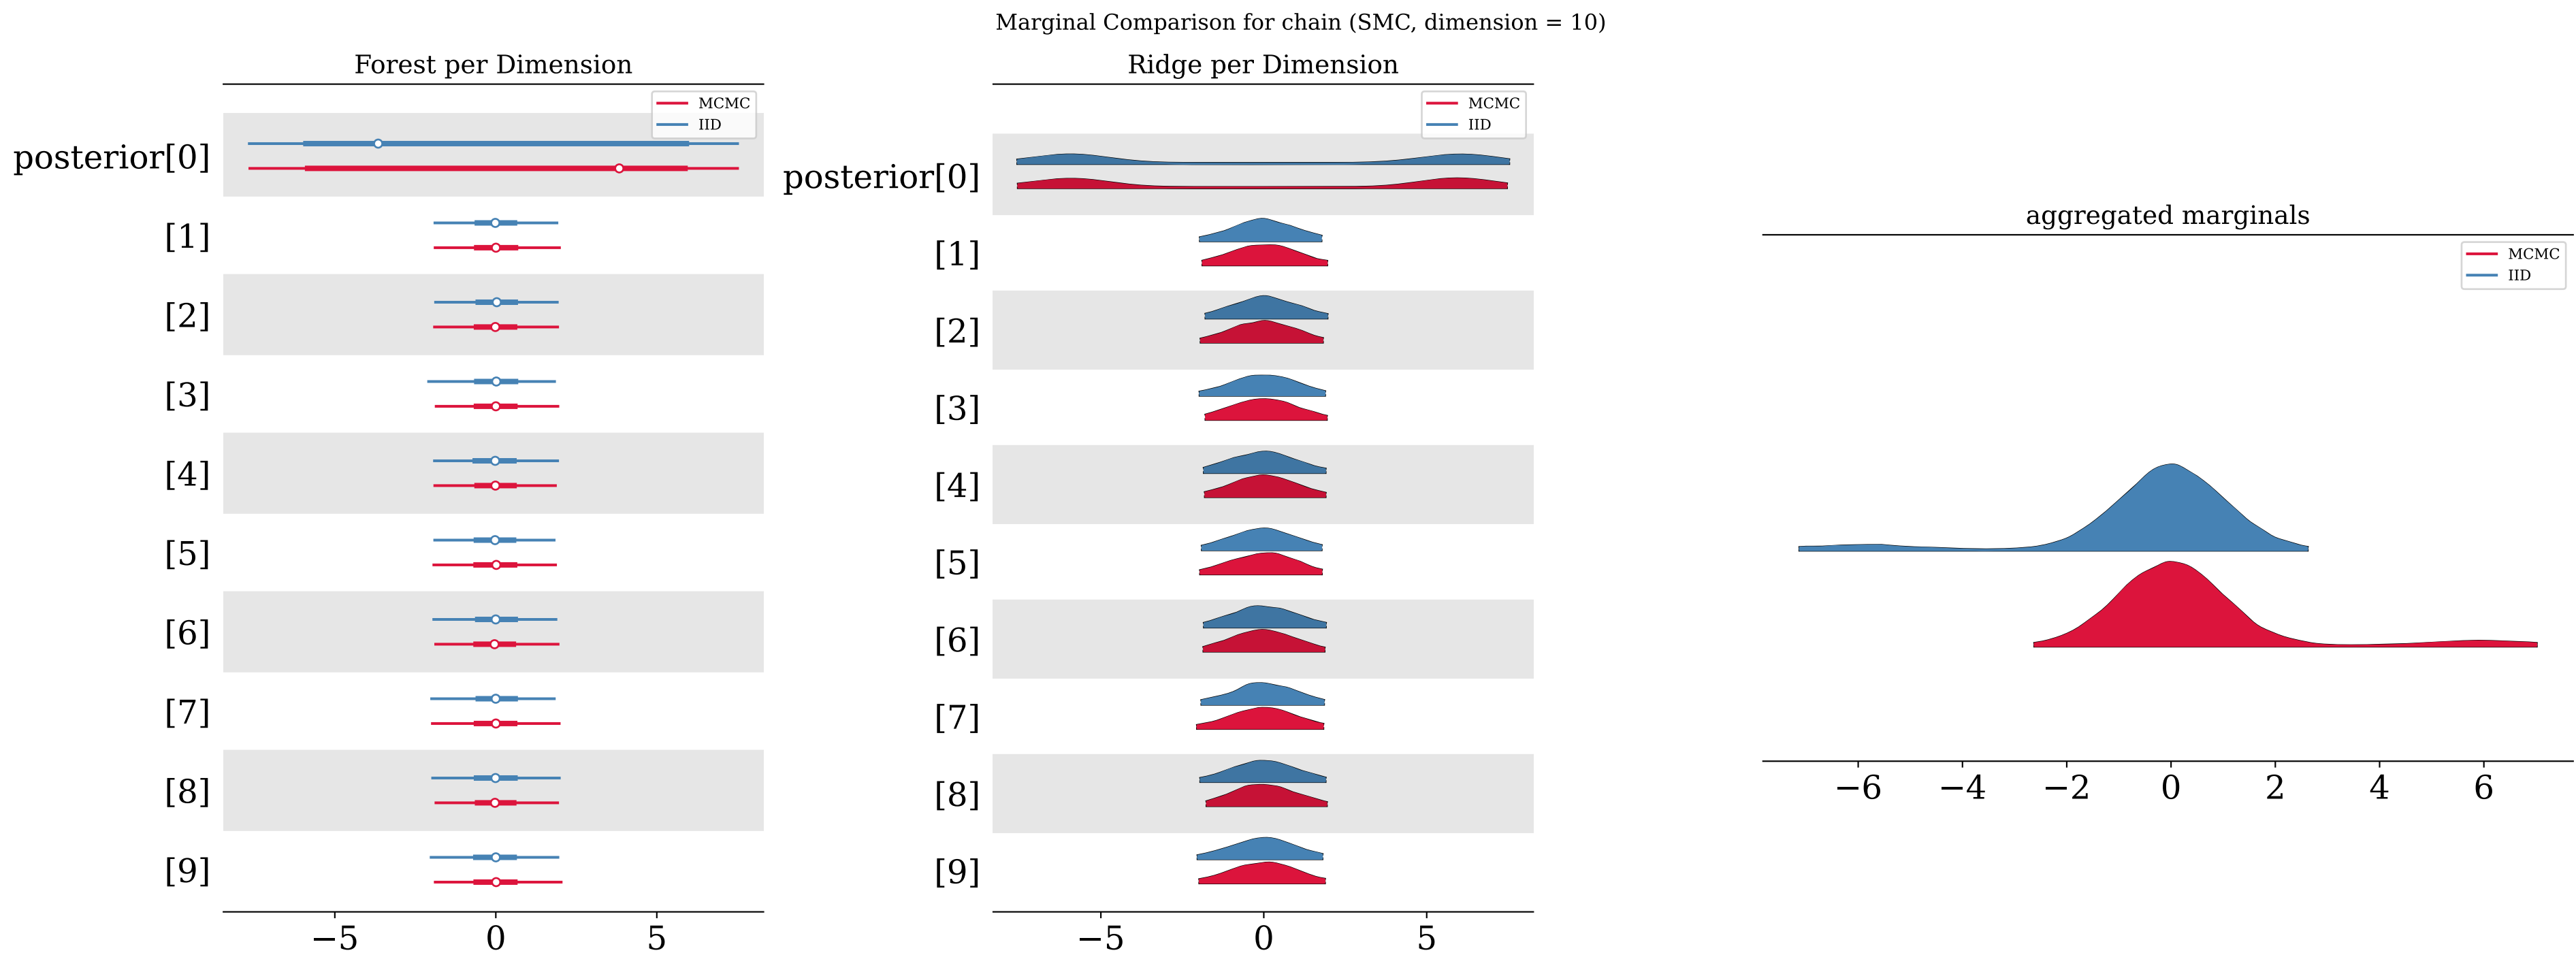 Marginal Comparison for chain (SMC, dimension = 10)
Forest per Dimension
MCMC
IID
posterior[0]
[1]
[2]
[3]
[4]
[5]
[6]
[7]
[8]
[9]
−5 0 5
Ridge per Dimension
MCMC
IID
posterior[0]
[1]
[2]
[3]
[4]
[5]
[6]
[7]
[8]
[9]
−5 0 5
aggregated marginals
MCMC
IID
−6 −4 −2 0 2 4 6